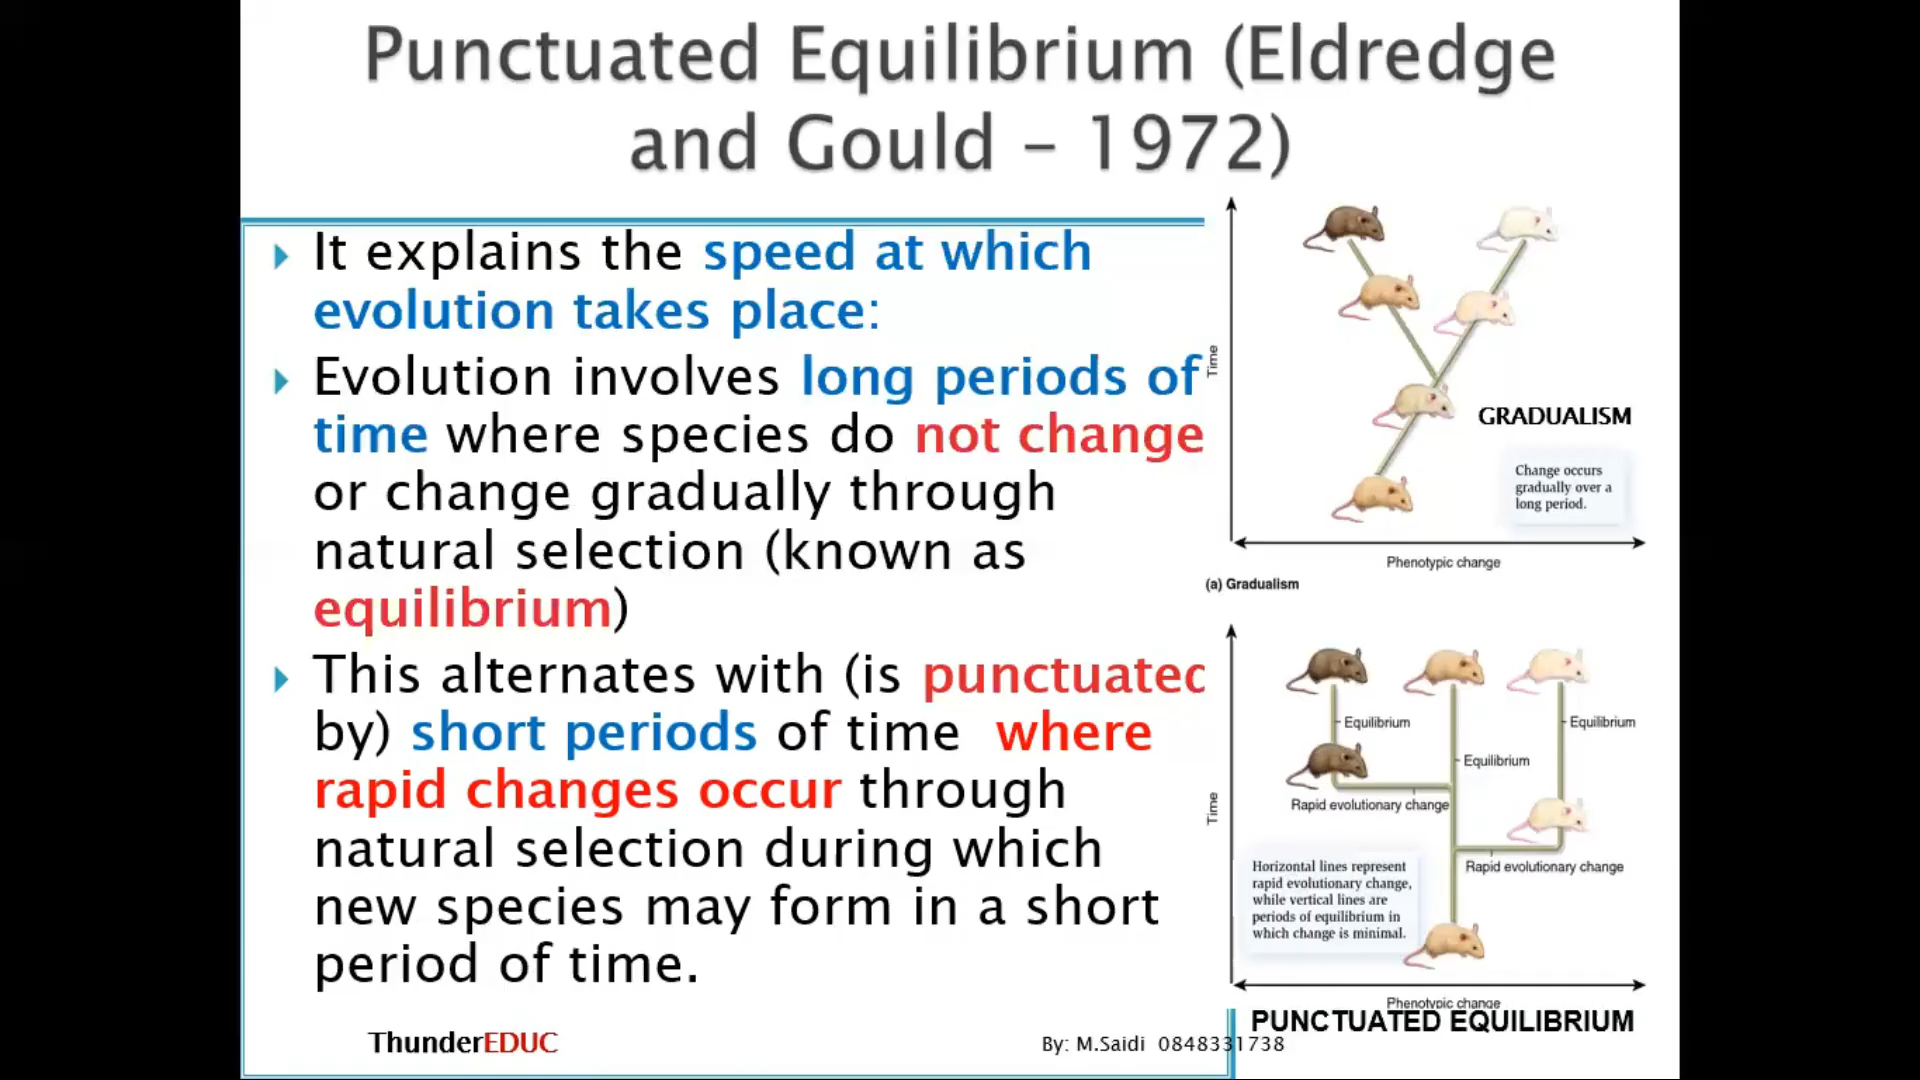 Punctuated Equilibrium (Eldredge
and Gould – 1972)
It explains the speed at which
evolution takes place:
Evolution involves long periods of
time where species do not change
or change gradually through
natural selection (known as
equilibrium)
This alternates with (is punctuated
by) short periods of time where
rapid changes occur through
natural selection during which
new species may form in a short
period of time.
Time
GRADUALISM
Change occurs
gradually over a
long period.
Phenotypic change
(a) Gradualism
Time
Equilibrium
Equilibrium
Equilibrium
Rapid evolutionary change
Rapid evolutionary change
Horizontal lines represent
rapid evolutionary change,
while vertical lines are
periods of equilibrium in
which change is minimal.
Phenotypic change
PUNCTUATED EQUILIBRIUM
ThunderEDUC
By: M.Saidi 0848331738